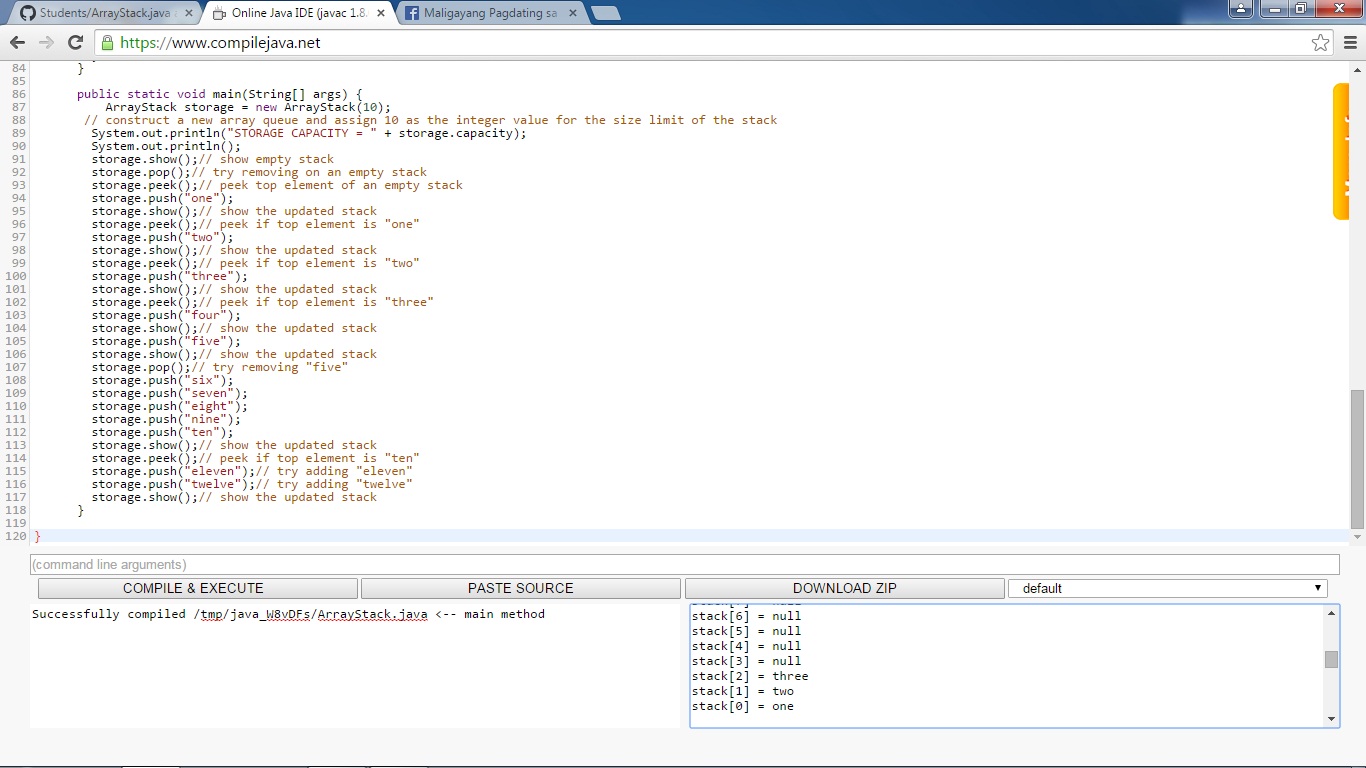 Students/ArrayStack.java a
Online Java IDE (javac 1.8.
Maligayang Pagdating sa
https://www.compilejava.net
84 }
85
86 public static void main(String[] args) {
87 ArrayStack storage = new ArrayStack(10);
88 // construct a new array queue and assign 10 as the integer value for the size limit of the stack
89 System.out.println("STORAGE CAPACITY = " + storage.capacity);
90 System.out.println();
91 storage.show();// show empty stack
92 storage.pop();// try removing on an empty stack
93 storage.peek();// peek top element of an empty stack
94 storage.push("one");
95 storage.show();// show the updated stack
96 storage.peek();// peek if top element is "one"
97 storage.push("two");
98 storage.show();// show the updated stack
99 storage.peek();// peek if top element is "two"
100 storage.push("three");
101 storage.show();// show the updated stack
102 storage.peek();// peek if top element is "three"
103 storage.push("four");
104 storage.show();// show the updated stack
105 storage.push("five");
106 storage.show();// show the updated stack
107 storage.pop();// try removing "five"
108 storage.push("six");
109 storage.push("seven");
110 storage.push("eight");
111 storage.push("nine");
112 storage.push("ten");
113 storage.show();// show the updated stack
114 storage.peek();// peek if top element is "ten"
115 storage.push("eleven");// try adding "eleven"
116 storage.push("twelve");// try adding "twelve"
117 storage.show();// show the updated stack
118 }
119
120 }
(command line arguments)
COMPILE & EXECUTE
PASTE SOURCE
DOWNLOAD ZIP
default
Successfully compiled /tmp/java_W8vDFs/ArrayStack.java <-- main method
stack[6] = null
stack[5] = null
stack[4] = null
stack[3] = null
stack[2] = three
stack[1] = two
stack[0] = one